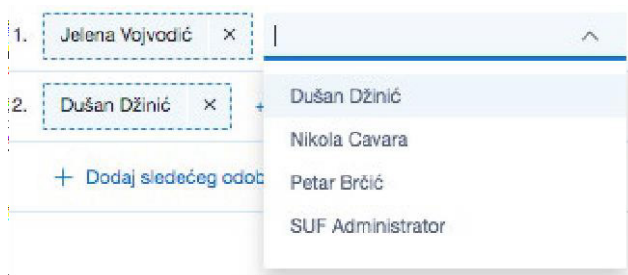 1. Jelena Vojvodić ×
2. Dušan Džinić × +
+ Dodaj sledećeg
Dušan Džinić
Nikola Cavara
Petar Brčić
SUF Administrator